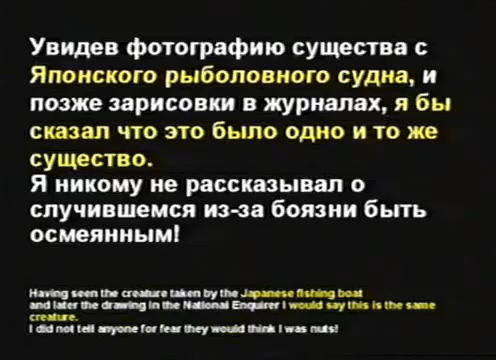 Увидев фотографию существа с
Японского рыболовного судна, и
позже зарисовки в журналах, я бы
сказал что это было одно и то же
существо.
Я никому не рассказывал о
случившемся из-за боязни быть
осмеянным!
Having seen the creature taken by the Japanese fishing boat
and later the drawing in the National Enquirer I would say this is the same
creature.
I did not tell anyone for fear they would think I was nuts!